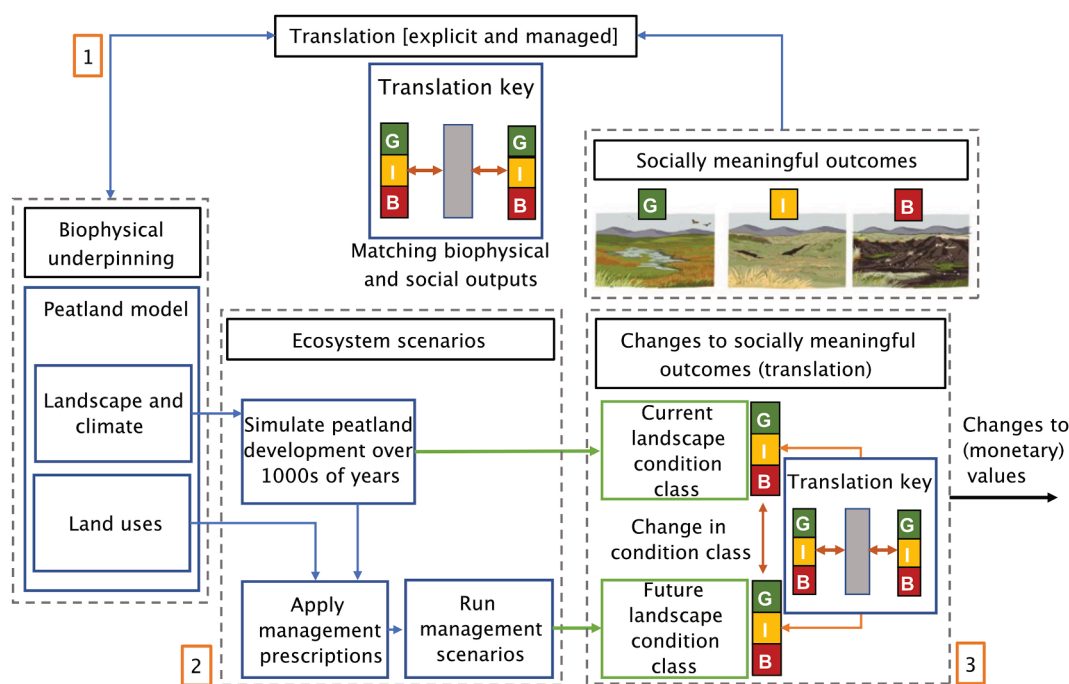 1
Translation [explicit and managed]
Translation key
G
G
I
I
B
B
Matching biophysical
and social outputs
Socially meaningful outcomes
G
I
B
Biophysical
underpinning
Peatland model
Landscape and
climate
Land uses
Ecosystem scenarios
Simulate peatland
development over
1000s of years
Apply
management
prescriptions
Run
management
scenarios
2
Changes to socially meaningful
outcomes (translation)
Current
landscape
condition
class
G
I
B
Change in
condition class
Future
landscape
condition
class
G
I
B
Translation key
G
G
I
I
B
B
3
Changes to
(monetary)
values